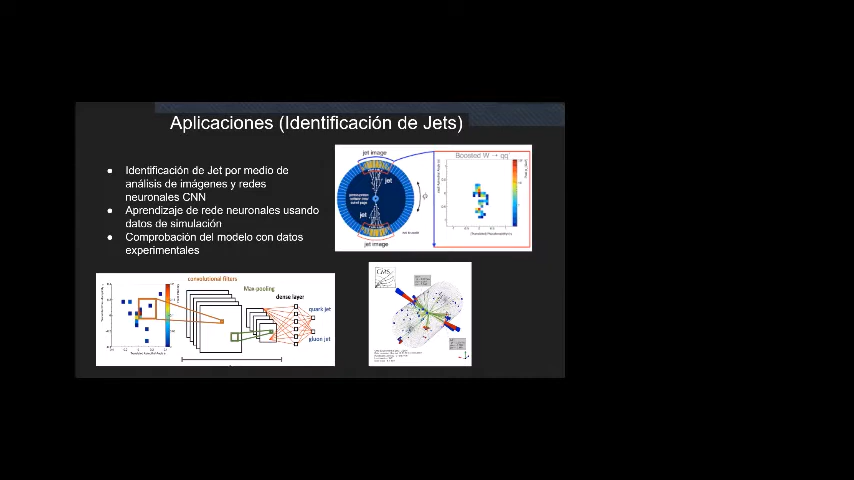 Aplicaciones (Identificación de Jets)
Identificación de Jet por medio de
análisis de imágenes y redes
neuronales CNN
Aprendizaje de rede neuronales usando
datos de simulación
Comprobación del modelo con datos
experimentales
jet image
jet
jet
jet image
Boosted W → qq
convolutional filters
Max pooling
dense layer
quark jet
gluon jet
CMS